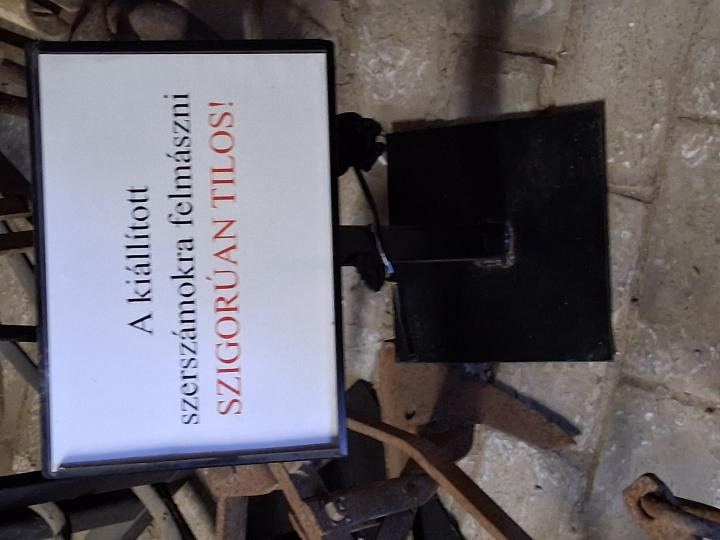 A kiállított
szerszámokra felmászni
SZIGORÚAN TILOS!